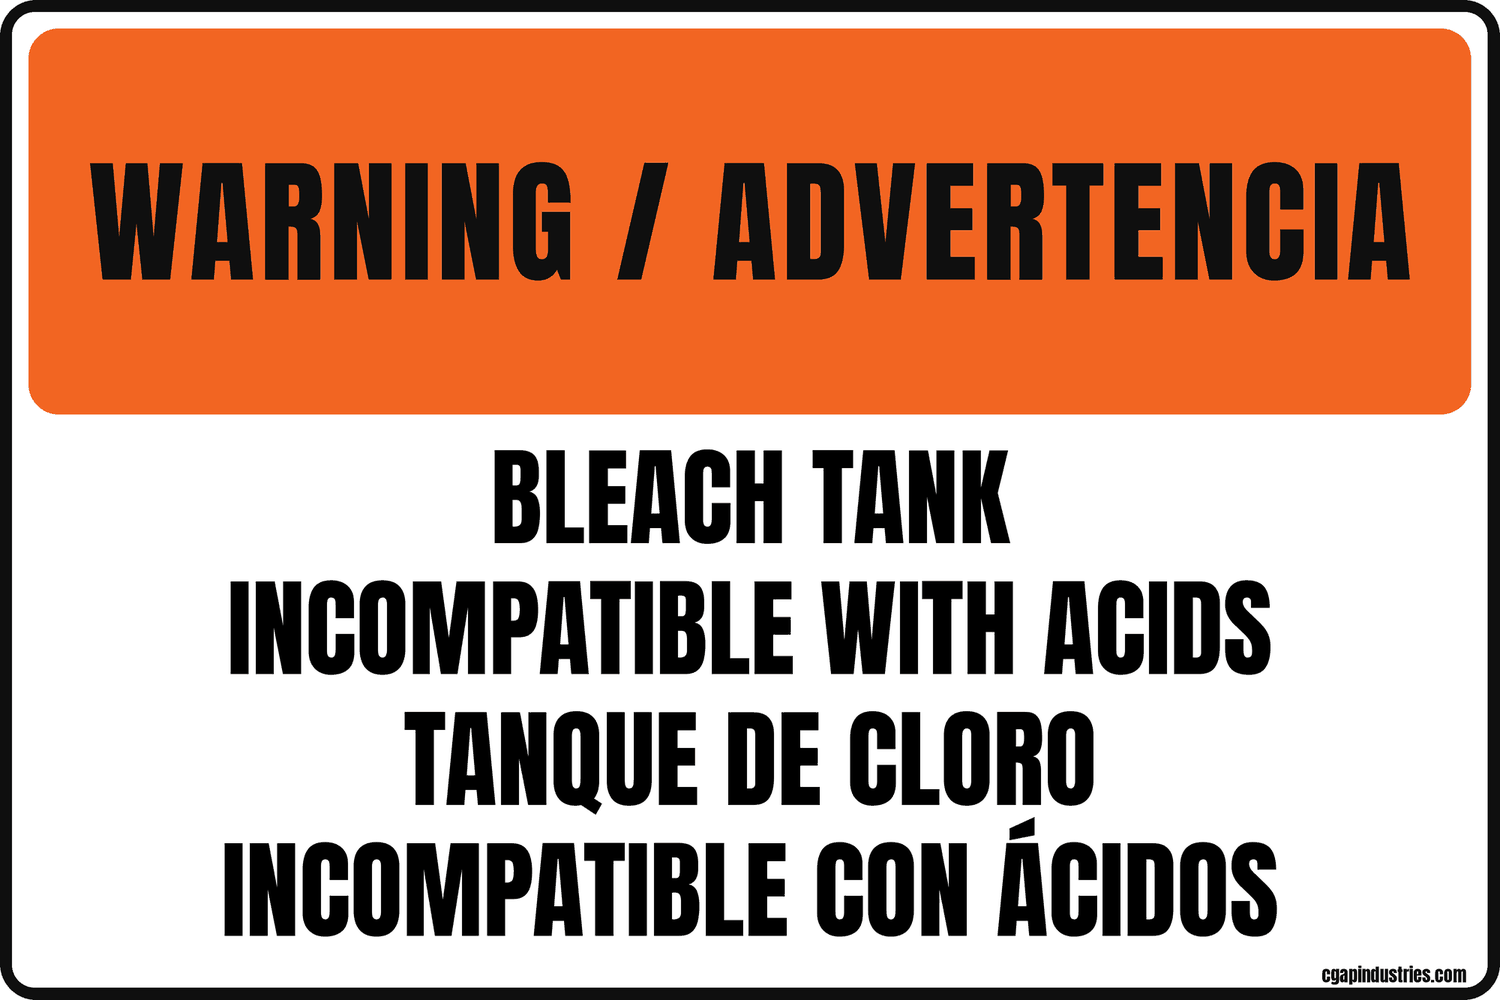 WARNING / ADVERTENCIA
BLEACH TANK
INCOMPATIBLE WITH ACIDS
TANQUE DE CLORO
INCOMPATIBLE CON ÁCIDOS
cgapindustries.com